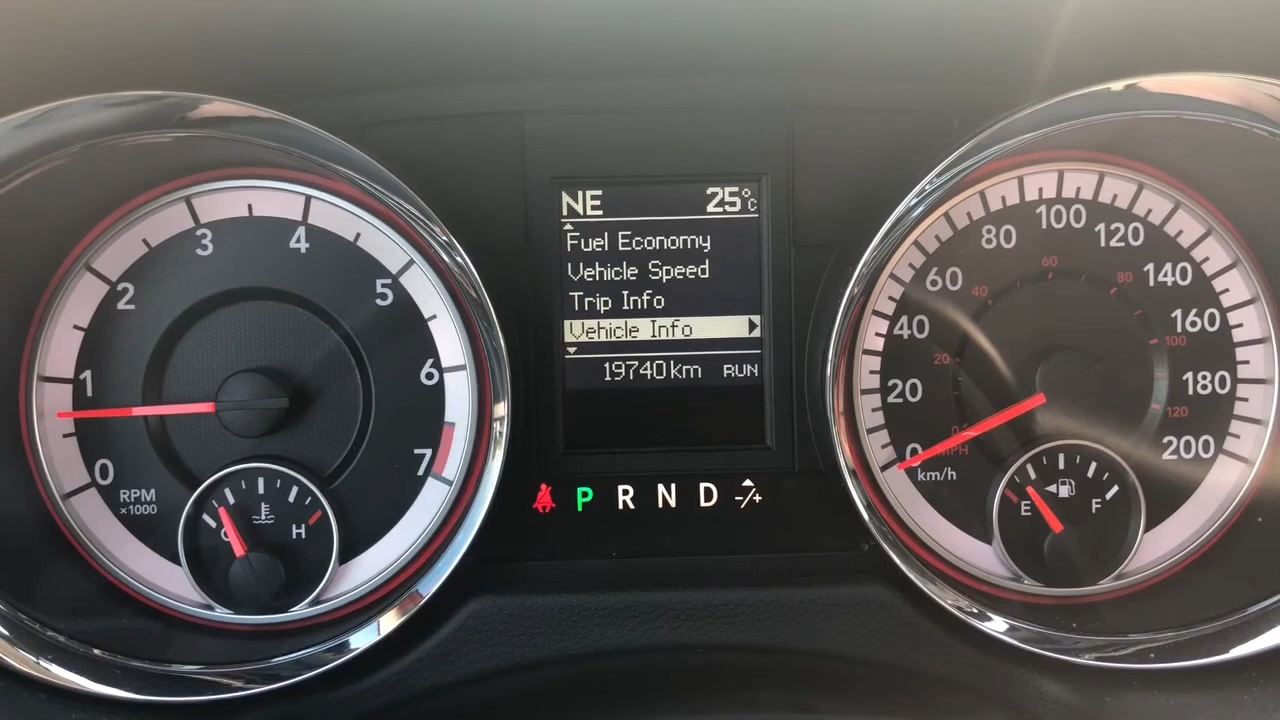 NE 25°C
Fuel Economy
Vehicle Speed
Trip Info
Vehicle Info
19740 km RUN
P R N D -/+
0 1 2 3 4 5 6 7
RPM
x1000
C H
0 20 40 60 80 100 120 140 160 180 200
km/h
0 20 40 60 80 100 120
MPH
E F